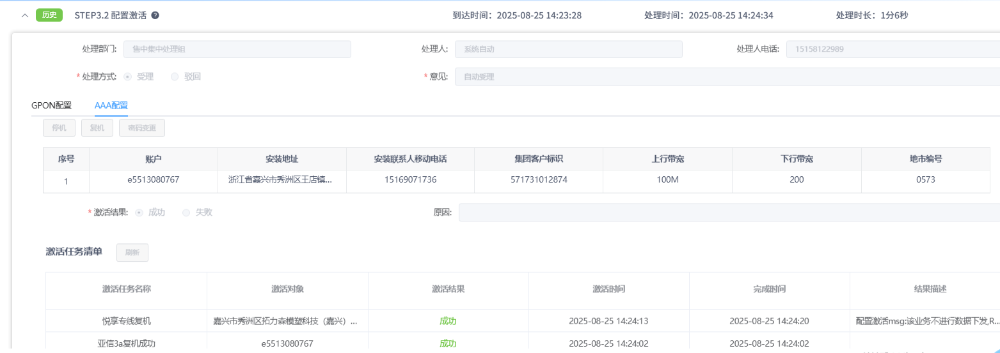 历史 STEP3.2 配置激活 ? 到达时间：2025-08-25 14:23:28 处理时间：2025-08-25 14:24:34 处理时长：1分6秒
处理部门: 售中集中处理组 处理人: 系统自动 处理人电话: 15158122989
* 处理方式: 受理 驳回 * 意见: 自动受理
GPON配置 AAA配置
停机 复机 密码变更
序号 账户 安装地址 安装联系人移动电话 集团客户标识 上行带宽 下行带宽 地市编号
1 e5513080767 浙江省嘉兴市秀洲区王店镇... 15169071736 571731012874 100M 200 0573
* 激活结果: 成功 失败 原因:
激活任务清单 刷新
激活任务名称 激活对象 激活结果 激活时间 完成时间 结果描述
悦享专线复机 嘉兴市秀洲区拓力森模塑科技（嘉兴）... 成功 2025-08-25 14:24:13 2025-08-25 14:24:20 配置激活msg:该业务不进行数据下发,R...
亚信3a复机成功 e5513080767 成功 2025-08-25 14:24:02 2025-08-25 14:24:02